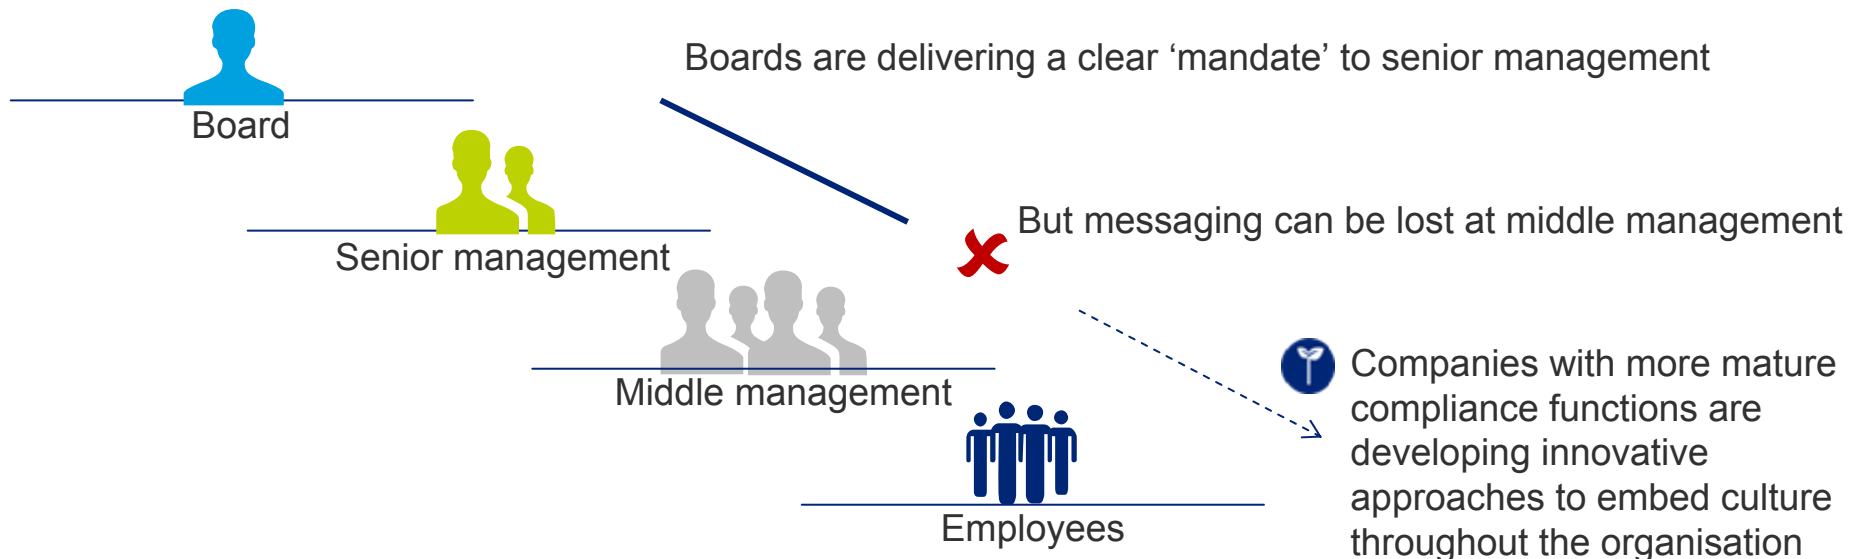 Boards are delivering a clear ‘mandate’ to senior management
Board
But messaging can be lost at middle management
Senior management
Middle management
Companies with more mature
compliance functions are
developing innovative
approaches to embed culture
throughout the organisation
Employees